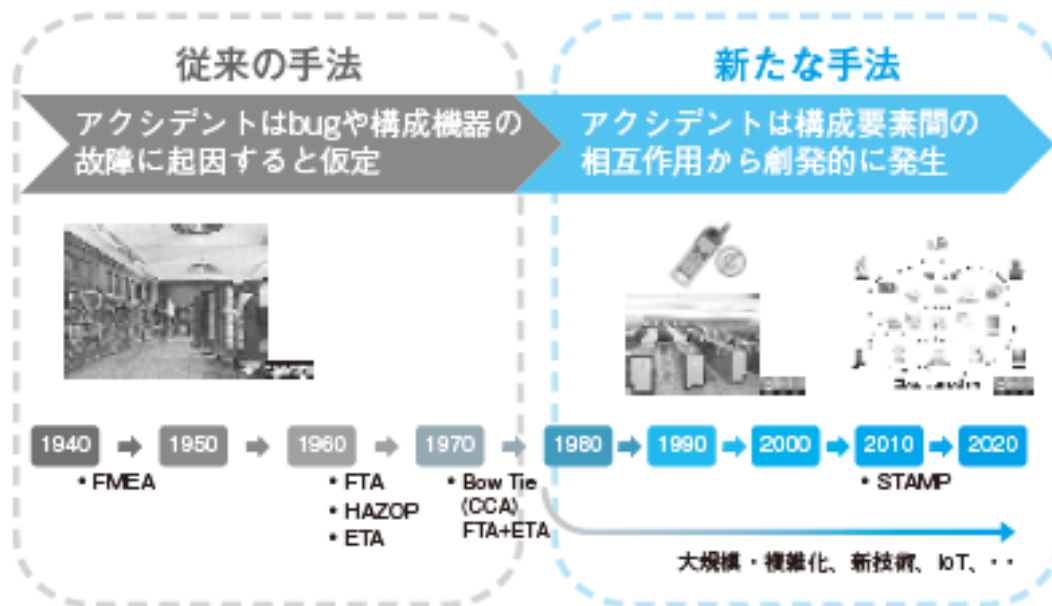 従来の手法
新たな手法
アクシデントはbugや構成機器の
故障に起因すると仮定
アクシデントは構成要素間の
相互作用から創発的に発生
1940
1950
1960
1970
1980
1990
2000
2010
2020
・FMEA
・FTA
・HAZOP
・ETA
・Bow Tie
(CCA)
FTA+ETA
・STAMP
大規模・複雑化、新技術、IoT、・・